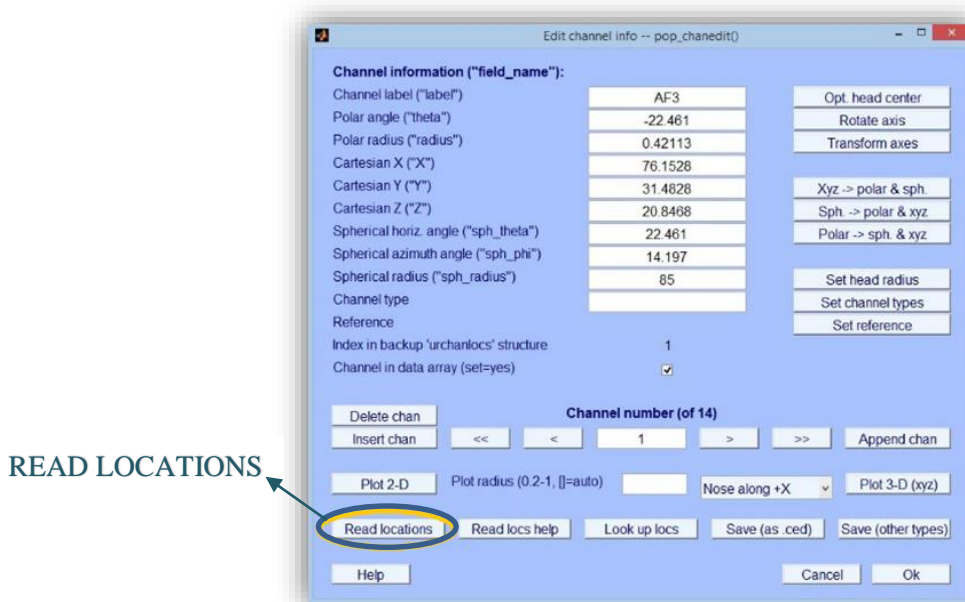 Edit channel info -- pop_chanedit()
Channel information ("field_name"):
Channel label ("label") AF3 Opt. head center
Polar angle ("theta") -22.461 Rotate axis
Polar radius ("radius") 0.42113 Transform axes
Cartesian X ("X") 76.1528
Cartesian Y ("Y") 31.4828 Xyz -> polar & sph.
Cartesian Z ("Z") 20.8468 Sph. -> polar & xyz
Spherical horiz. angle ("sph_theta") 22.461 Polar -> sph. & xyz
Spherical azimuth angle ("sph_phi") 14.197
Spherical radius ("sph_radius") 85 Set head radius
Channel type Set channel types
Reference Set reference
Index in backup 'urchanlocs' structure 1
Channel in data array (set=yes)
Delete chan Channel number (of 14)
Insert chan << < 1 > >> Append chan
READ LOCATIONS
Plot 2-D Plot radius (0.2-1, []=auto) Nose along +X Plot 3-D (xyz)
Read locations Read locs help Look up locs Save (as .ced) Save (other types)
Help Cancel Ok